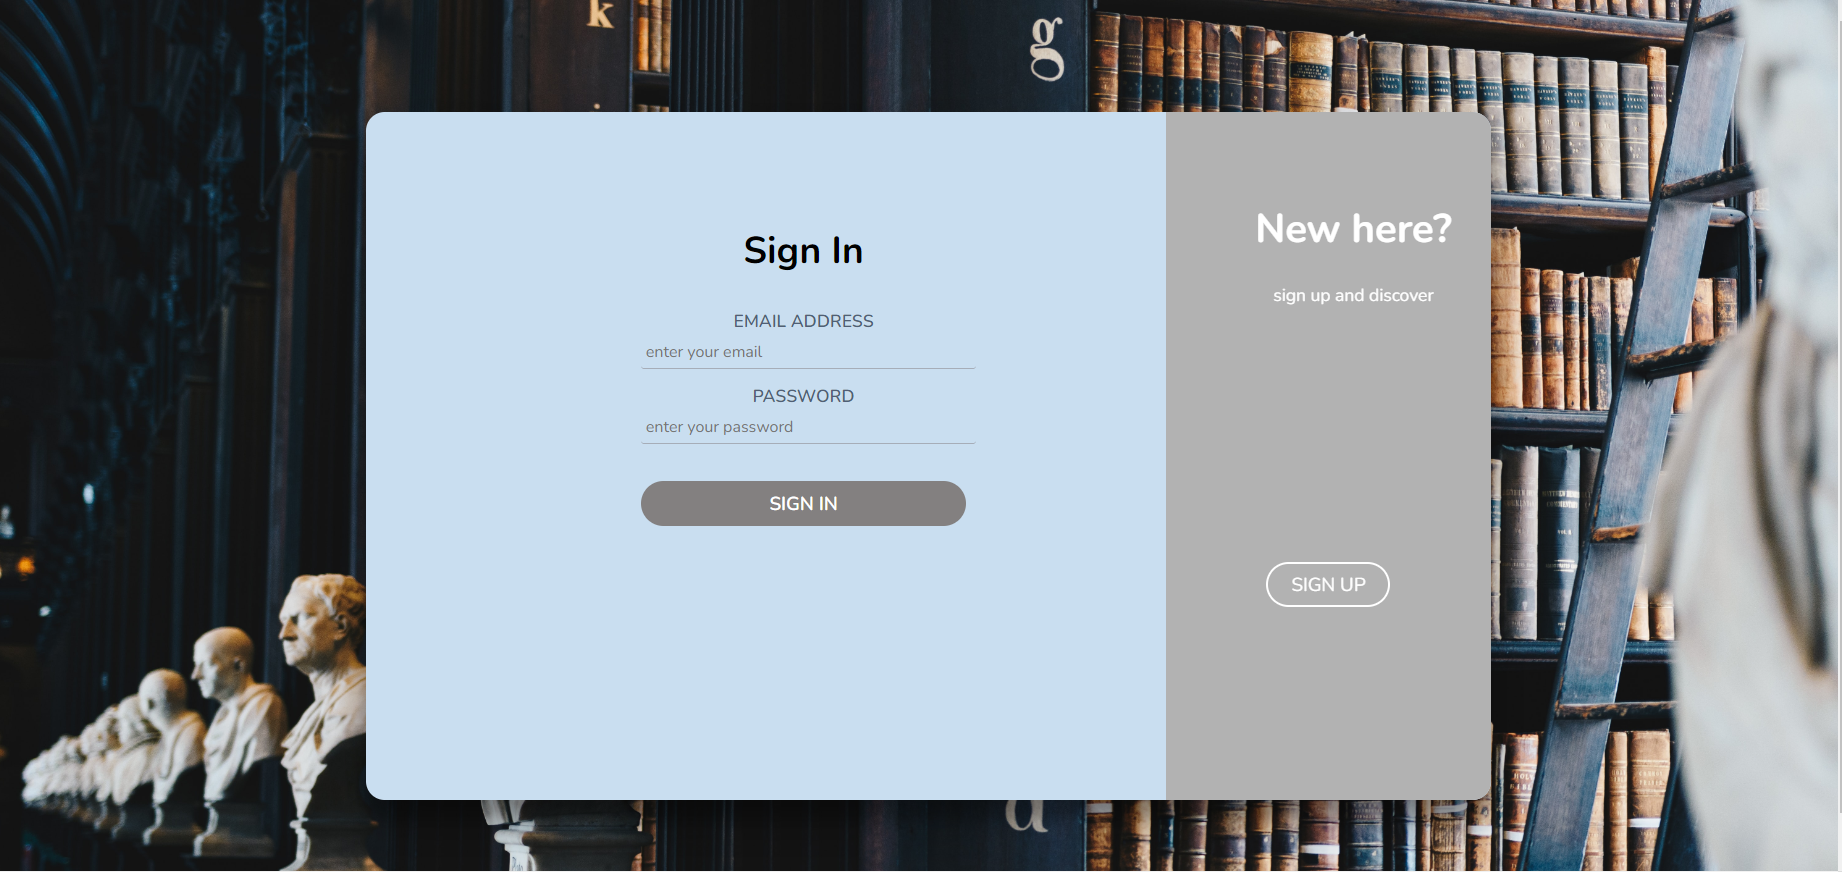 k
g
Sign In
EMAIL ADDRESS
enter your email
PASSWORD
enter your password
SIGN IN
New here?
sign up and discover
SIGN UP
d